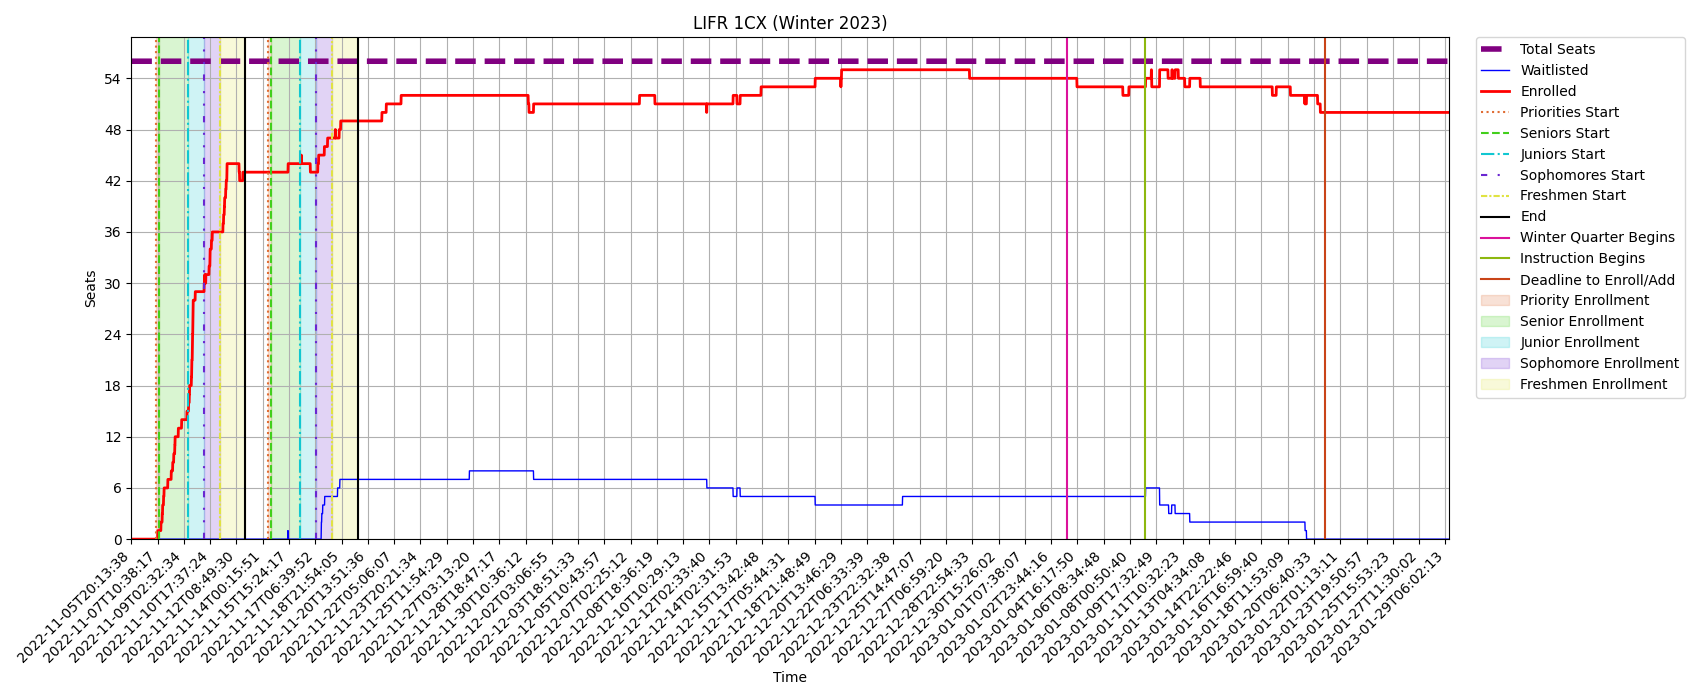 LIFR 1CX (Winter 2023)
Seats
54
48
42
36
30
24
18
12
6
0
2022-11-05T20:13:38
2022-11-07T10:38:17
2022-11-09T02:32:34
2022-11-10T17:37:24
2022-11-12T08:49:30
2022-11-14T00:15:51
2022-11-15T15:24:17
2022-11-17T06:39:52
2022-11-18T21:54:05
2022-11-20T13:51:36
2022-11-22T05:06:07
2022-11-23T20:21:34
2022-11-25T11:54:29
2022-11-27T03:13:20
2022-11-28T18:47:17
2022-11-30T10:36:12
2022-12-02T03:06:55
2022-12-03T18:51:33
2022-12-05T10:43:57
2022-12-07T02:25:12
2022-12-08T18:36:19
2022-12-10T10:29:13
2022-12-12T02:33:40
2022-12-14T02:31:53
2022-12-15T13:42:48
2022-12-17T05:44:31
2022-12-18T21:48:49
2022-12-20T13:46:29
2022-12-22T06:33:39
2022-12-23T22:32:38
2022-12-25T14:47:07
2022-12-27T06:59:20
2022-12-28T22:54:33
2022-12-30T15:26:02
2023-01-01T07:38:07
2023-01-02T23:44:16
2023-01-04T16:17:50
2023-01-06T08:34:48
2023-01-08T00:50:40
2023-01-09T17:32:49
2023-01-11T10:32:23
2023-01-13T04:34:08
2023-01-14T22:22:46
2023-01-16T16:59:40
2023-01-18T11:53:09
2023-01-20T06:40:33
2023-01-22T01:13:11
2023-01-23T19:50:57
2023-01-25T15:53:23
2023-01-27T11:30:02
2023-01-29T06:02:13
Time
Total Seats
Waitlisted
Enrolled
Priorities Start
Seniors Start
Juniors Start
Sophomores Start
Freshmen Start
End
Winter Quarter Begins
Instruction Begins
Deadline to Enroll/Add
Priority Enrollment
Senior Enrollment
Junior Enrollment
Sophomore Enrollment
Freshmen Enrollment